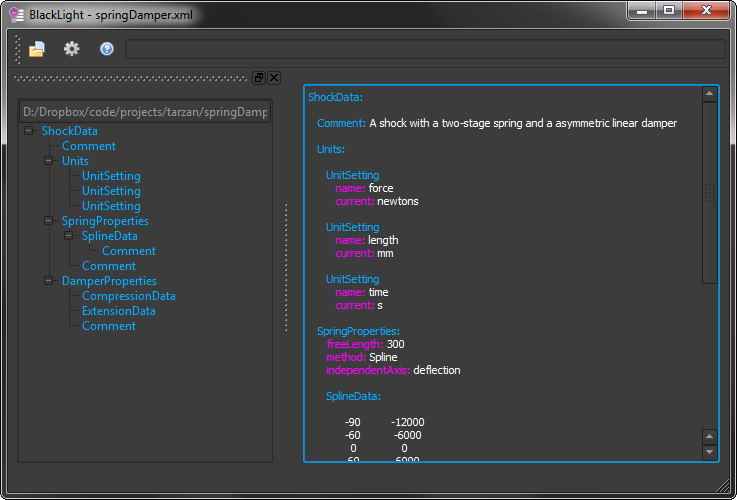 BlackLight - springDamper.xml
D:/Dropbox/code/projects/tarzan/springDamp
ShockData
Comment
Units
UnitSetting
UnitSetting
UnitSetting
SpringProperties
SplineData
Comment
Comment
DamperProperties
CompressionData
ExtensionData
Comment
ShockData:
Comment: A shock with a two-stage spring and a asymmetric linear damper
Units:
UnitSetting
name: force
current: newtons
UnitSetting
name: length
current: mm
UnitSetting
name: time
current: s
SpringProperties:
freeLength: 300
method: Spline
independentAxis: deflection
SplineData:
-90 -12000
-60 -6000
0 0
60 6000